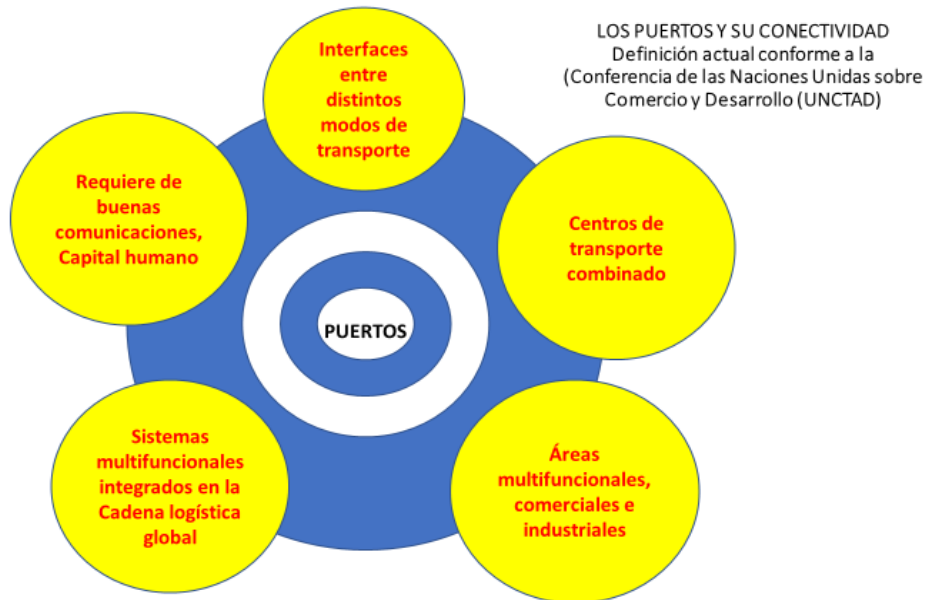 LOS PUERTOS Y SU CONECTIVIDAD
Definición actual conforme a la
(Conferencia de las Naciones Unidas sobre
Comercio y Desarrollo (UNCTAD)
Interfaces
entre
distintos
modos de
transporte
Requiere de
buenas
comunicaciones,
Capital humano
Centros de
transporte
combinado
PUERTOS
Sistemas
multifuncionales
integrados en la
Cadena logística
global
Áreas
multifuncionales,
comerciales e
industriales